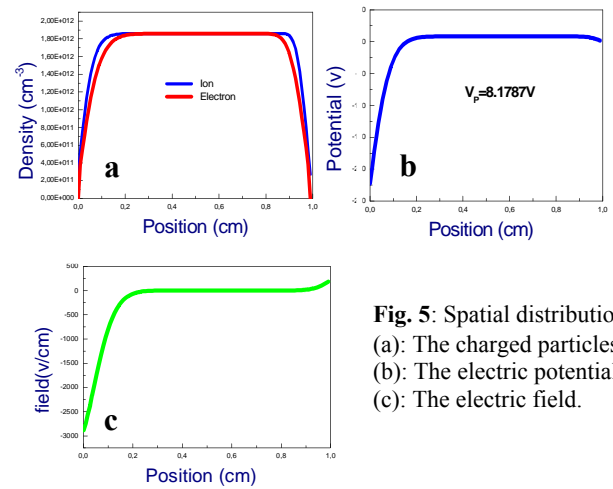 2,00E+012
1,80E+012
1,60E+012
1,40E+012
1,20E+012
1,00E+012
8,00E+011
6,00E+011
4,00E+011
2,00E+011
0,00E+000
Density (cm-3)
Ion
Electron
a
0,0 0,2 0,4 0,6 0,8 1,0
Position (cm)
Potential (v)
VP=8.1787V
b
0,0 0,2 0,4 0,6 0,8 1,0
Position (cm)
500
0
-500
-1000
-1500
-2000
-2500
-3000
field(v/cm)
c
0,0 0,2 0,4 0,6 0,8 1,0
Position (cm)
Fig. 5: Spatial distributio
(a): The charged particles
(b): The electric potential
(c): The electric field.